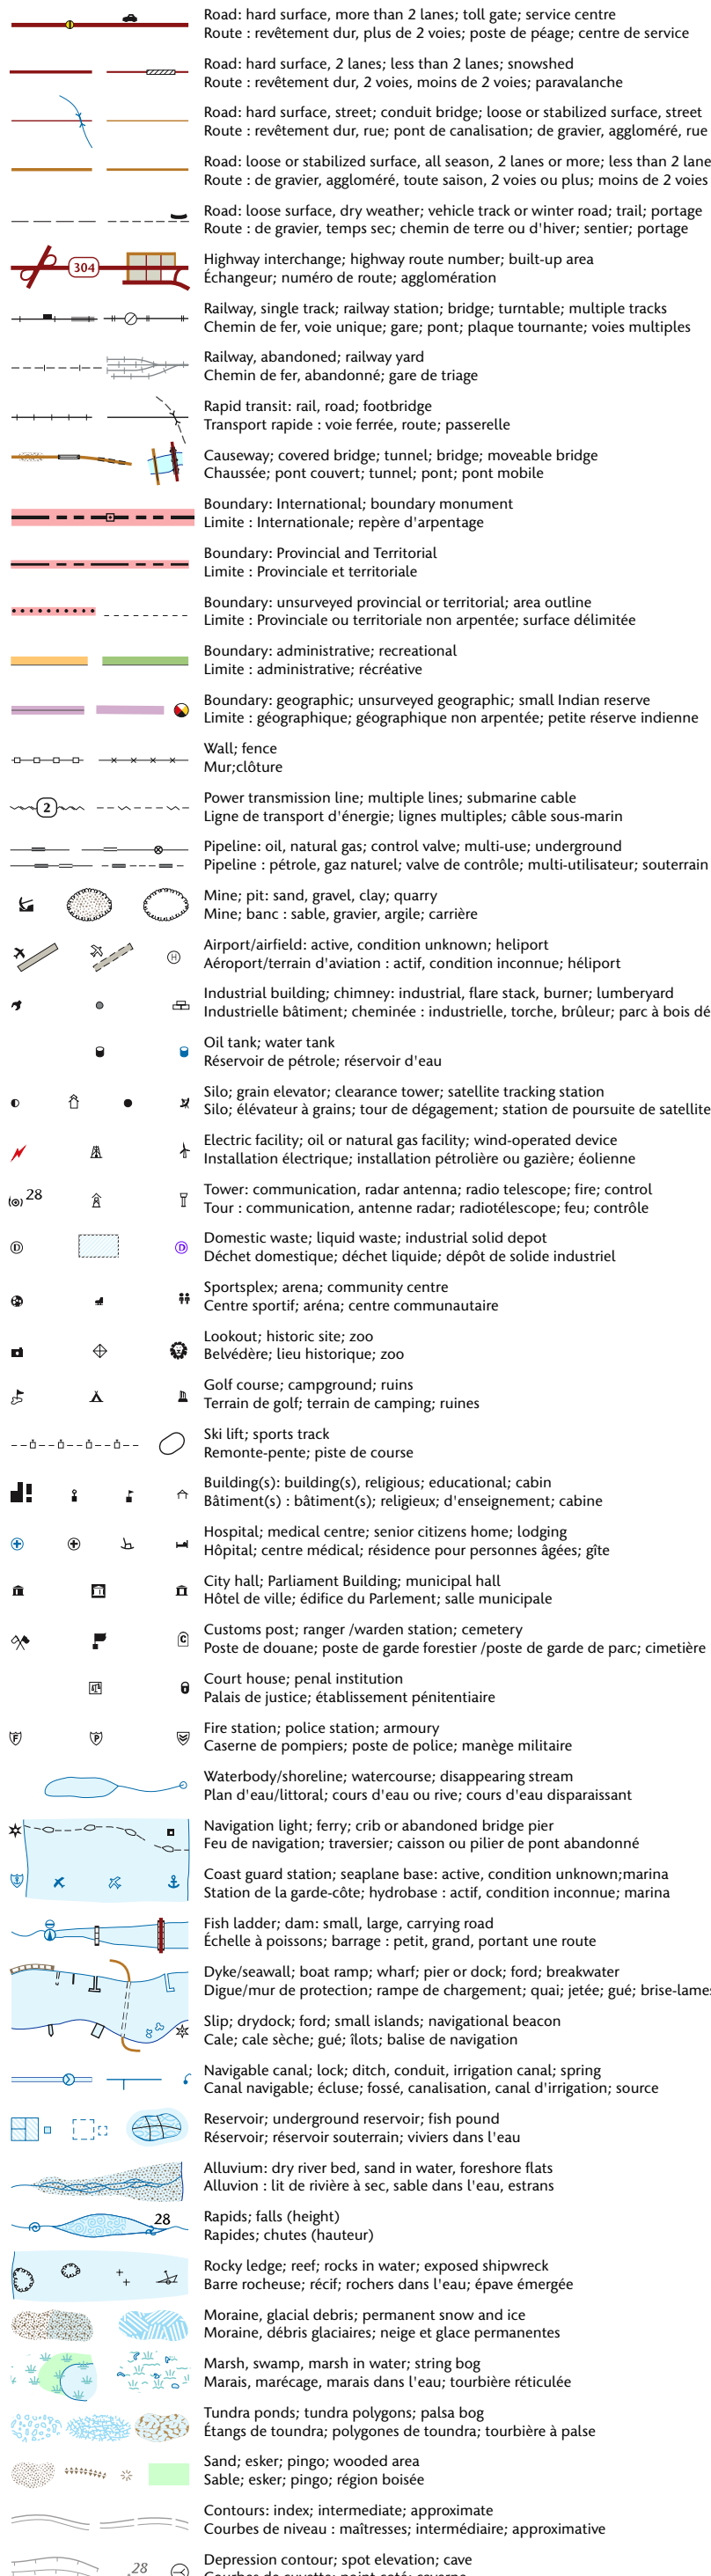 Road: hard surface, more than 2 lanes; toll gate; service centre
Route : revêtement dur, plus de 2 voies; poste de péage; centre de service
Road: hard surface, 2 lanes; less than 2 lanes; snowshed
Route : revêtement dur, 2 voies, moins de 2 voies; paravalanche
Road: hard surface, street; conduit bridge; loose or stabilized surface, street
Route : revêtement dur, rue; pont de canalisation; de gravier, aggloméré, rue
Road: loose or stabilized surface, all season, 2 lanes or more; less than 2 lane
Route : de gravier, aggloméré, toute saison, 2 voies ou plus; moins de 2 voies
Road: loose surface, dry weather; vehicle track or winter road; trail; portage
Route : de gravier, temps sec; chemin de terre ou d'hiver; sentier; portage
304
Highway interchange; highway route number; built-up area
Échangeur; numéro de route; agglomération
Railway, single track; railway station; bridge; turntable; multiple tracks
Chemin de fer, voie unique; gare; pont; plaque tournante; voies multiples
Railway, abandoned; railway yard
Chemin de fer, abandonné; gare de triage
Rapid transit: rail, road; footbridge
Transport rapide : voie ferrée, route; passerelle
Causeway; covered bridge; tunnel; bridge; moveable bridge
Chaussée; pont couvert; tunnel; pont; pont mobile
Boundary: International; boundary monument
Limite : Internationale; repère d'arpentage
Boundary: Provincial and Territorial
Limite : Provinciale et territoriale
Boundary: unsurveyed provincial or territorial; area outline
Limite : Provinciale ou territoriale non arpentée; surface délimitée
Boundary: administrative; recreational
Limite : administrative; récréative
Boundary: geographic; unsurveyed geographic; small Indian reserve
Limite : géographique; géographique non arpentée; petite réserve indienne
Wall; fence
Mur;clôture
2
Power transmission line; multiple lines; submarine cable
Ligne de transport d'énergie; lignes multiples; câble sous-marin
Pipeline: oil, natural gas; control valve; multi-use; underground
Pipeline : pétrole, gaz naturel; valve de contrôle; multi-utilisateur; souterrain
Mine; pit: sand, gravel, clay; quarry
Mine; banc : sable, gravier, argile; carrière
H
Airport/airfield: active, condition unknown; heliport
Aéroport/terrain d'aviation : actif, condition inconnue; héliport
Industrial building; chimney: industrial, flare stack, burner; lumberyard
Industrielle bâtiment; cheminée : industrielle, torche, brûleur; parc à bois dé
Oil tank; water tank
Réservoir de pétrole; réservoir d'eau
Silo; grain elevator; clearance tower; satellite tracking station
Silo; élévateur à grains; tour de dégagement; station de poursuite de satellite
Electric facility; oil or natural gas facility; wind-operated device
Installation électrique; installation pétrolière ou gazière; éolienne
28
Tower: communication, radar antenna; radio telescope; fire; control
Tour : communication, antenne radar; radiotélescope; feu; contrôle
D D
Domestic waste; liquid waste; industrial solid depot
Déchet domestique; déchet liquide; dépôt de solide industriel
Sportsplex; arena; community centre
Centre sportif; aréna; centre communautaire
Lookout; historic site; zoo
Belvédère; lieu historique; zoo
Golf course; campground; ruins
Terrain de golf; terrain de camping; ruines
Ski lift; sports track
Remonte-pente; piste de course
Building(s): building(s), religious; educational; cabin
Bâtiment(s) : bâtiment(s); religieux; d'enseignement; cabine
Hospital; medical centre; senior citizens home; lodging
Hôpital; centre médical; résidence pour personnes âgées; gîte
City hall; Parliament Building; municipal hall
Hôtel de ville; édifice du Parlement; salle municipale
C
Customs post; ranger /warden station; cemetery
Poste de douane; poste de garde forestier /poste de garde de parc; cimetière
Court house; penal institution
Palais de justice; établissement pénitentiaire
F P
Fire station; police station; armoury
Caserne de pompiers; poste de police; manège militaire
Waterbody/shoreline; watercourse; disappearing stream
Plan d'eau/littoral; cours d'eau ou rive; cours d'eau disparaissant
Navigation light; ferry; crib or abandoned bridge pier
Feu de navigation; traversier; caisson ou pilier de pont abandonné
Coast guard station; seaplane base: active, condition unknown;marina
Station de la garde-côte; hydrobase : actif, condition inconnue; marina
Fish ladder; dam: small, large, carrying road
Échelle à poissons; barrage : petit, grand, portant une route
Dyke/seawall; boat ramp; wharf; pier or dock; ford; breakwater
Digue/mur de protection; rampe de chargement; quai; jetée; gué; brise-lames
Slip; drydock; ford; small islands; navigational beacon
Cale; cale sèche; gué; îlots; balise de navigation
Navigable canal; lock; ditch, conduit, irrigation canal; spring
Canal navigable; écluse; fossé, canalisation, canal d'irrigation; source
Reservoir; underground reservoir; fish pound
Réservoir; réservoir souterrain; viviers dans l'eau
Alluvium: dry river bed, sand in water, foreshore flats
Alluvion : lit de rivière à sec, sable dans l'eau, estrans
28
Rapids; falls (height)
Rapides; chutes (hauteur)
Rocky ledge; reef; rocks in water; exposed shipwreck
Barre rocheuse; récif; rochers dans l'eau; épave émergée
Moraine, glacial debris; permanent snow and ice
Moraine, débris glaciaires; neige et glace permanentes
Marsh, swamp, marsh in water; string bog
Marais, marécage, marais dans l'eau; tourbière réticulée
Tundra ponds; tundra polygons; palsa bog
Étangs de toundra; polygones de toundra; tourbière à palse
Sand; esker; pingo; wooded area
Sable; esker; pingo; région boisée
Contours: index; intermediate; approximate
Courbes de niveau : maîtresses; intermédiaire; approximative
.28
Depression contour; spot elevation; cave